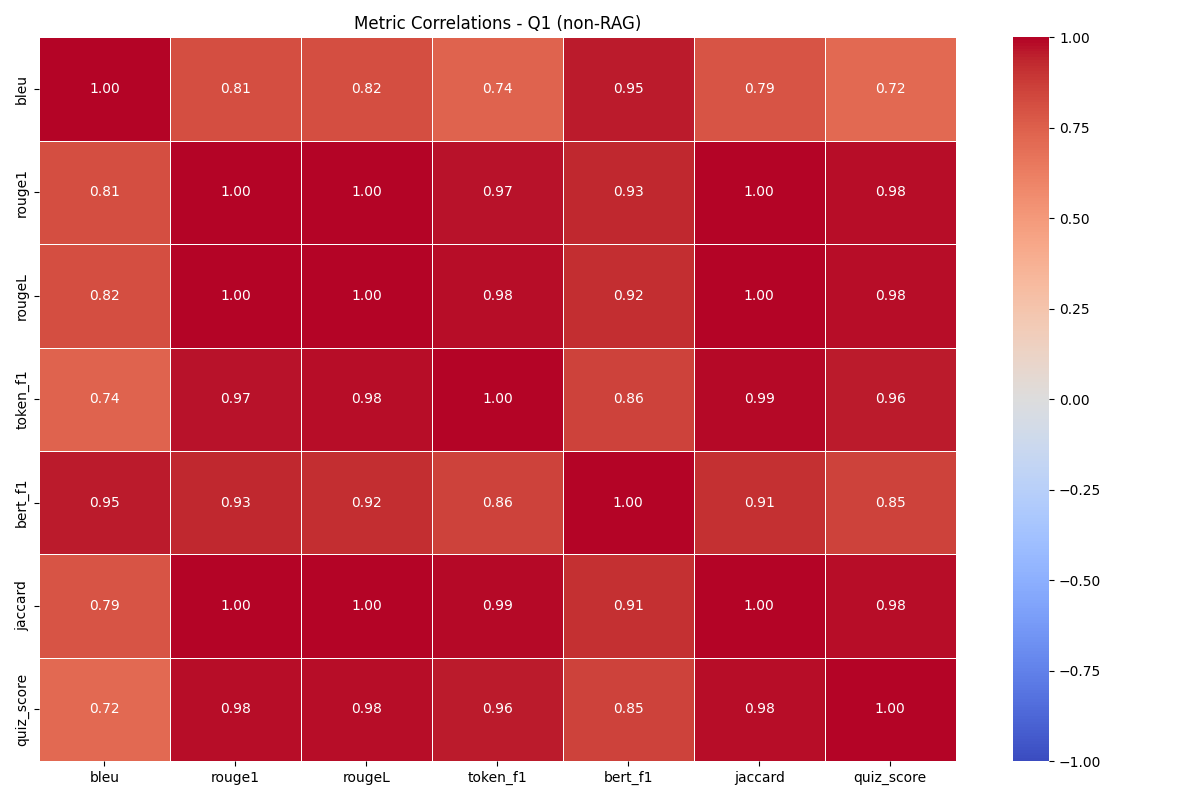 Metric Correlations - Q1 (non-RAG)
bleu 1.00 0.81 0.82 0.74 0.95 0.79 0.72
rouge1 0.81 1.00 1.00 0.97 0.93 1.00 0.98
rougeL 0.82 1.00 1.00 0.98 0.92 1.00 0.98
token_f1 0.74 0.97 0.98 1.00 0.86 0.99 0.96
bert_f1 0.95 0.93 0.92 0.86 1.00 0.91 0.85
jaccard 0.79 1.00 1.00 0.99 0.91 1.00 0.98
quiz_score 0.72 0.98 0.98 0.96 0.85 0.98 1.00
bleu rouge1 rougeL token_f1 bert_f1 jaccard quiz_score
1.00
0.75
0.50
0.25
0.00
−0.25
−0.50
−0.75
−1.00